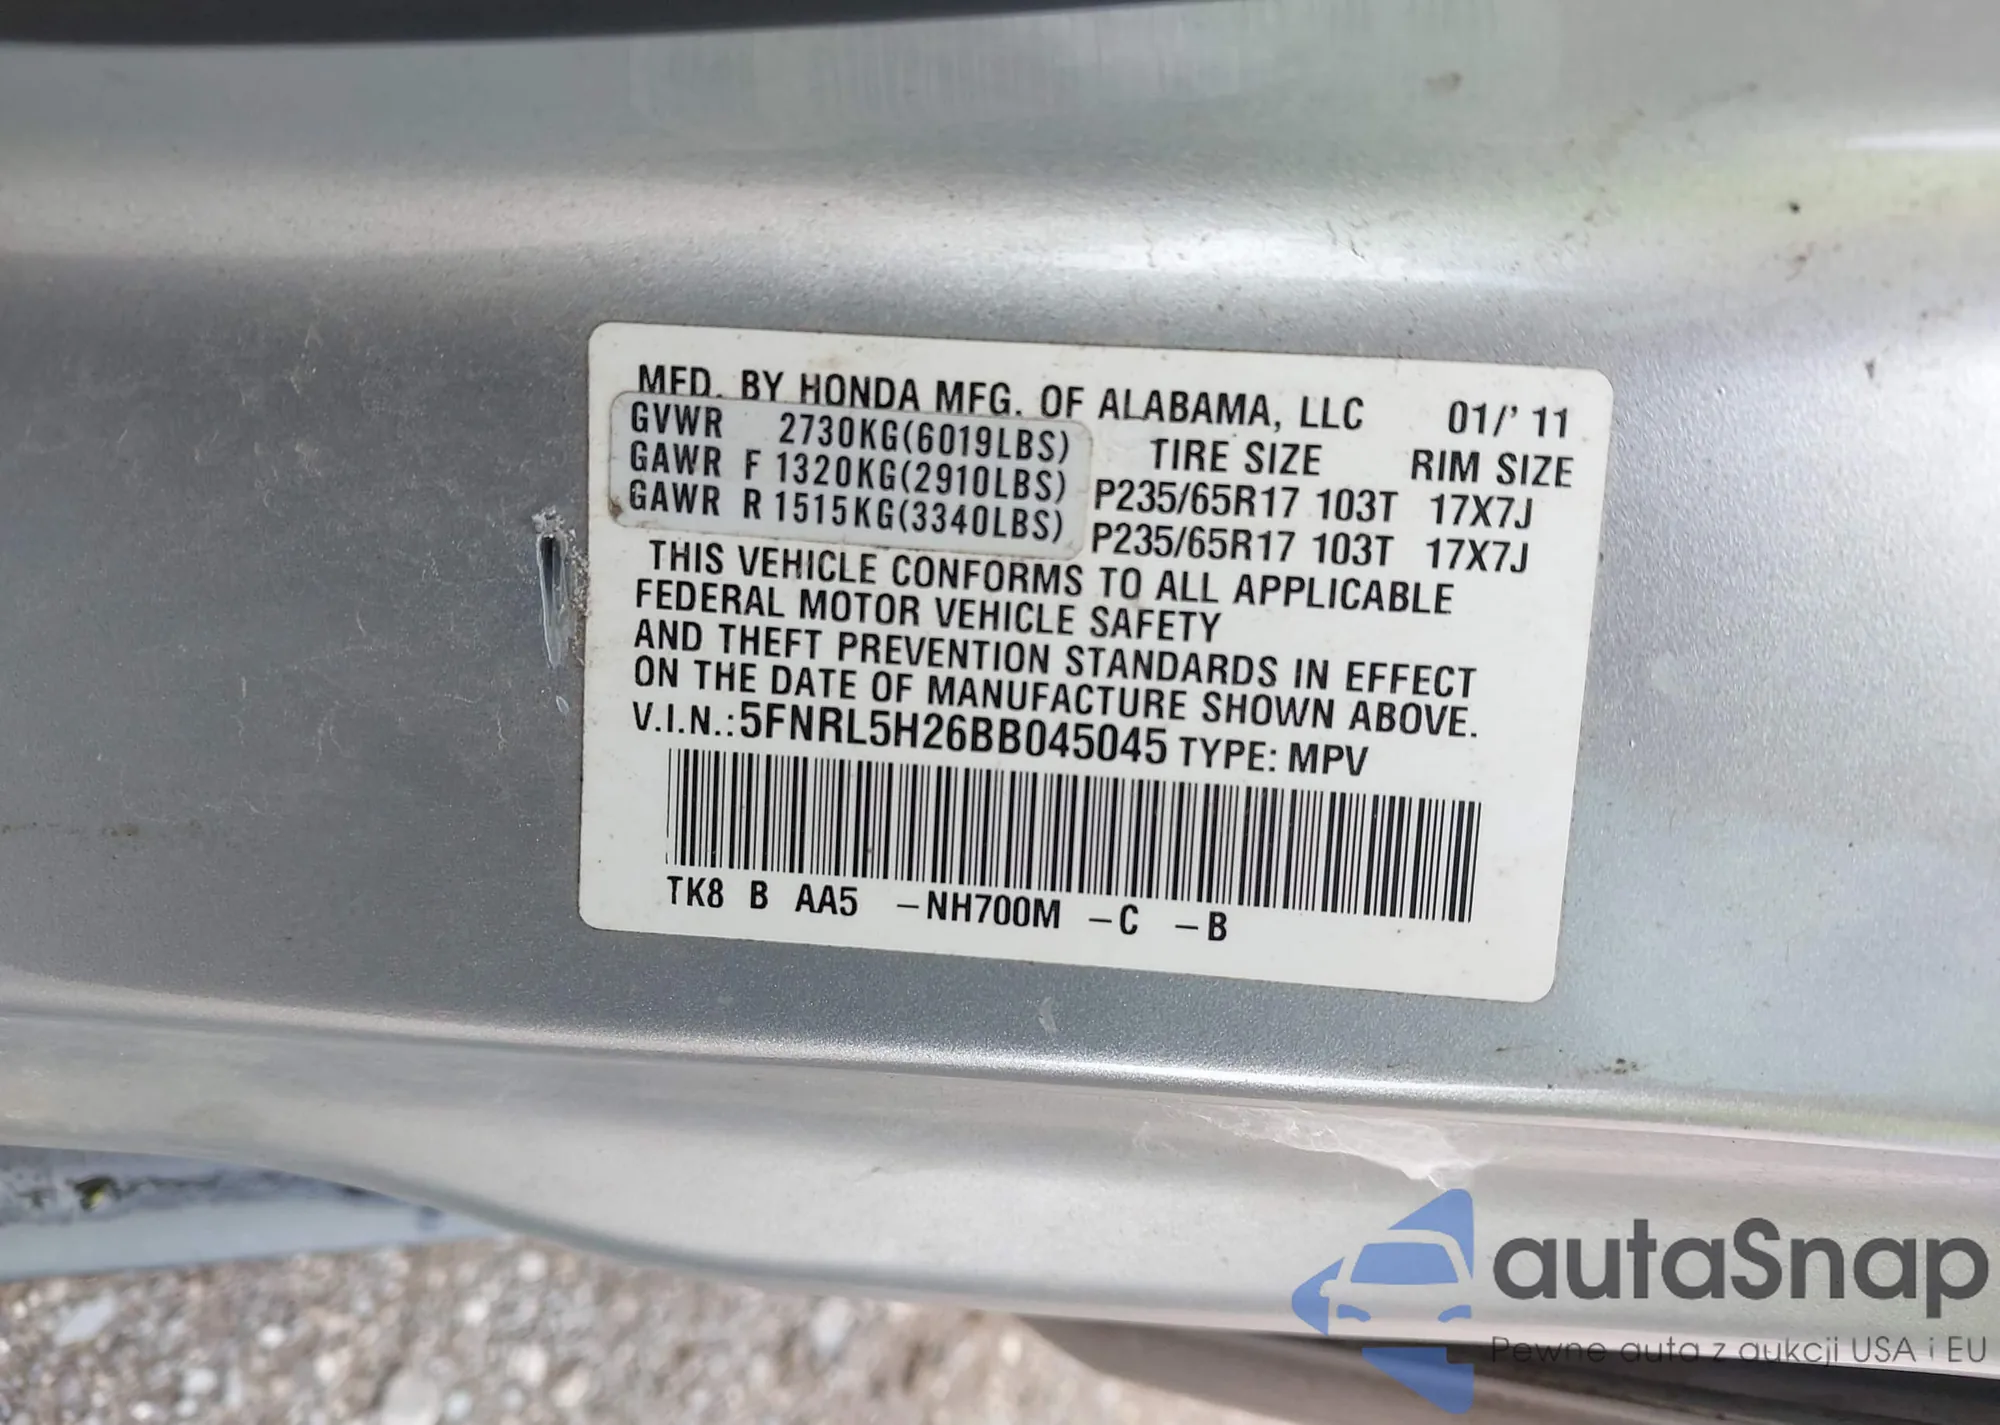 MFD. BY HONDA MFG. OF ALABAMA, LLC 01/' 11
GVWR 2730KG(6019LBS) TIRE SIZE RIM SIZE
GAWR F 1320KG(2910LBS) P235/65R17 103T 17X7J
GAWR R 1515KG(3340LBS) P235/65R17 103T 17X7J
THIS VEHICLE CONFORMS TO ALL APPLICABLE
FEDERAL MOTOR VEHICLE SAFETY
AND THEFT PREVENTION STANDARDS IN EFFECT
ON THE DATE OF MANUFACTURE SHOWN ABOVE.
V.I.N.:5FNRL5H26BB045045 TYPE: MPV
TK8 B AA5 -NH700M -C -B
autaSnap
Pewne auta z aukcji USA i EU